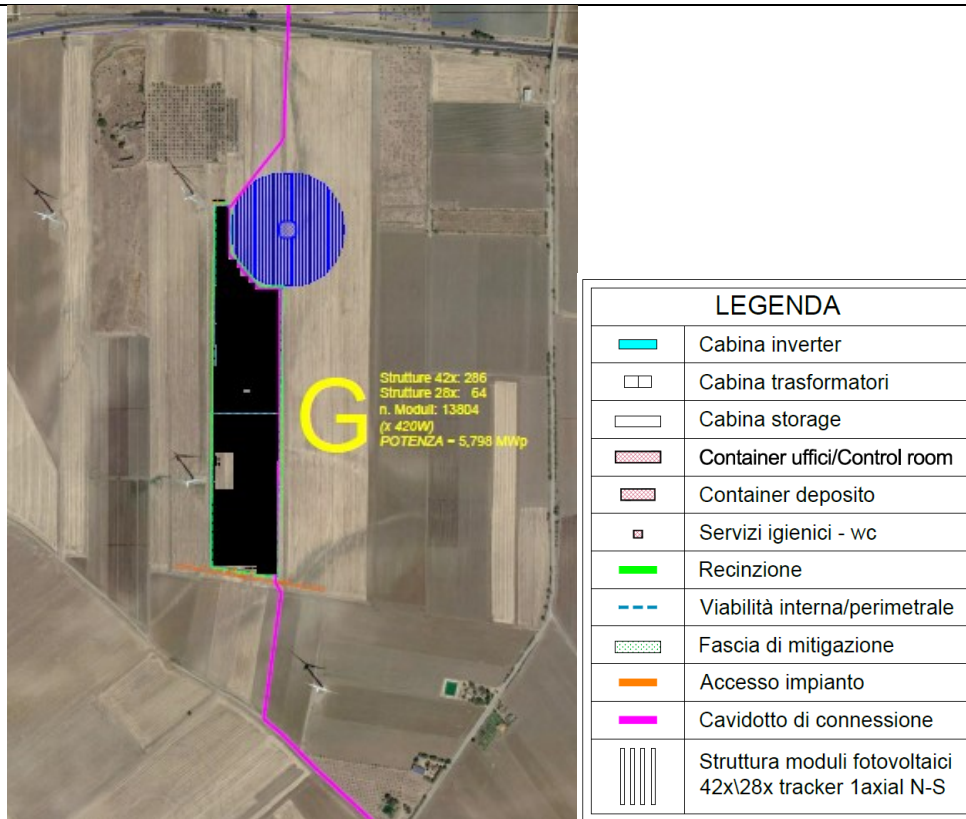 G
Strutture 42x: 286
Strutture 28x: 64
n. Moduli: 13804
(x 420W)
POTENZA = 5,798 MWp
LEGENDA
Cabina inverter
Cabina trasformatori
Cabina storage
Container uffici/Control room
Container deposito
Servizi igienici - wc
Recinzione
Viabilità interna/perimetrale
Fascia di mitigazione
Accesso impianto
Cavidotto di connessione
Struttura moduli fotovoltaici
42x\28x tracker 1axial N-S